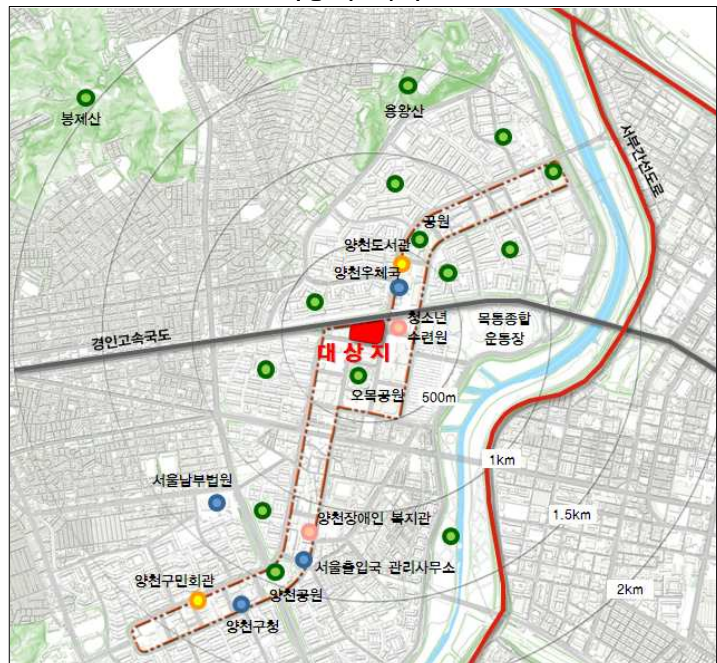 봉제산
용왕산
서부간선도로
공원
양천도서관
양천우체국
경인고속국도
청소년
수련원
목동종합
운동장
대 상 지
오목공원
500m
1km
서울남부법원
1.5km
양천장애인 복지관
서울출입국 관리사무소
양천구민회관
양천공원
2km
양천구청